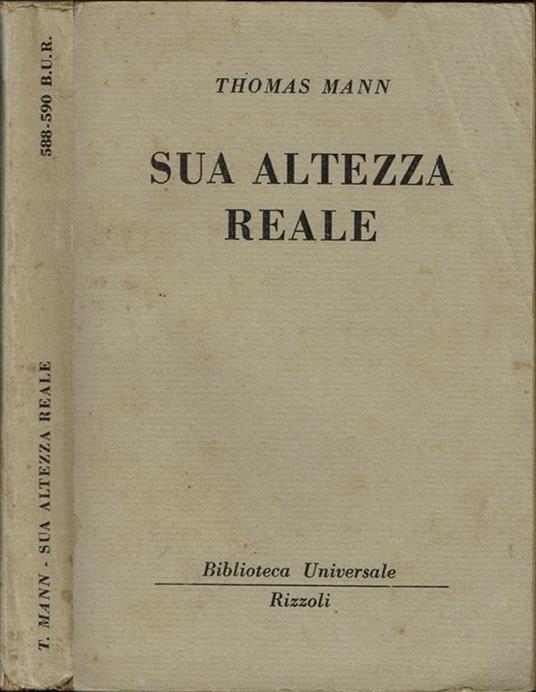 THOMAS MANN
SUA ALTEZZA
REALE
Biblioteca Universale
Rizzoli
T. MANN - SUA ALTEZZA REALE
588-590 B.U.R.